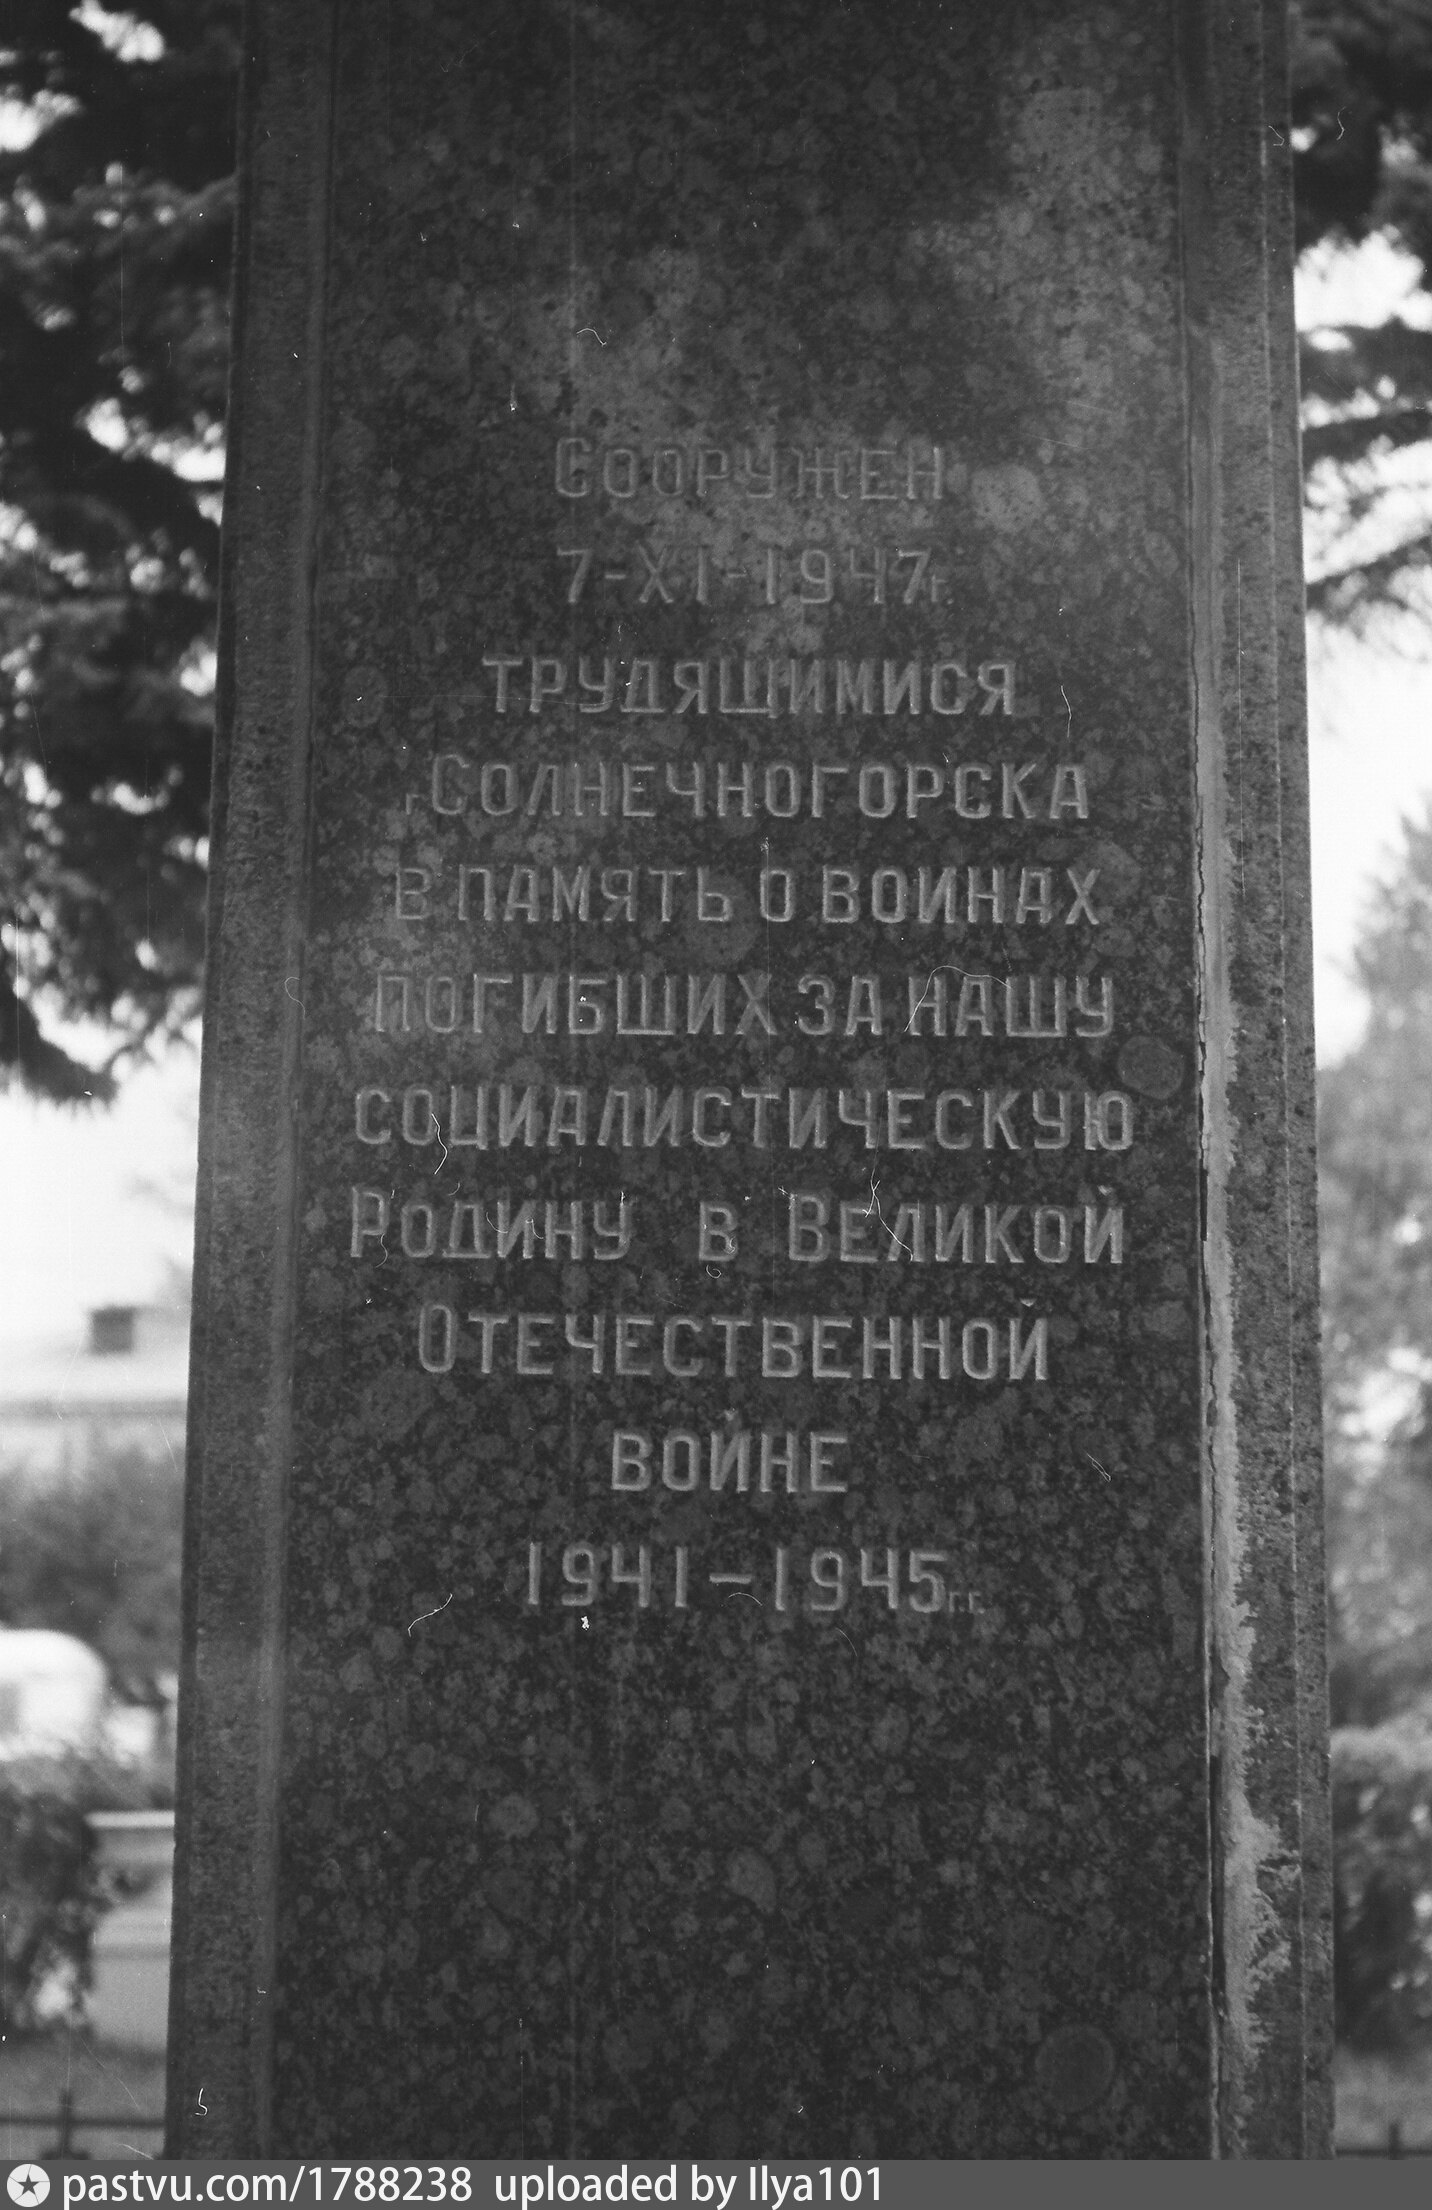 СООРУЖЕН
7-XI-1947г.
ТРУДЯЩИМИСЯ
г.СОЛНЕЧНОГОРСКА
В ПАМЯТЬ О ВОИНАХ
ПОГИБШИХ ЗА НАШУ
СОЦИАЛИСТИЧЕСКУЮ
РОДИНУ В ВЕЛИКОЙ
ОТЕЧЕСТВЕННОЙ
ВОЙНЕ
1941-1945г.г.
pastvu.com/1788238 uploaded by Ilya101